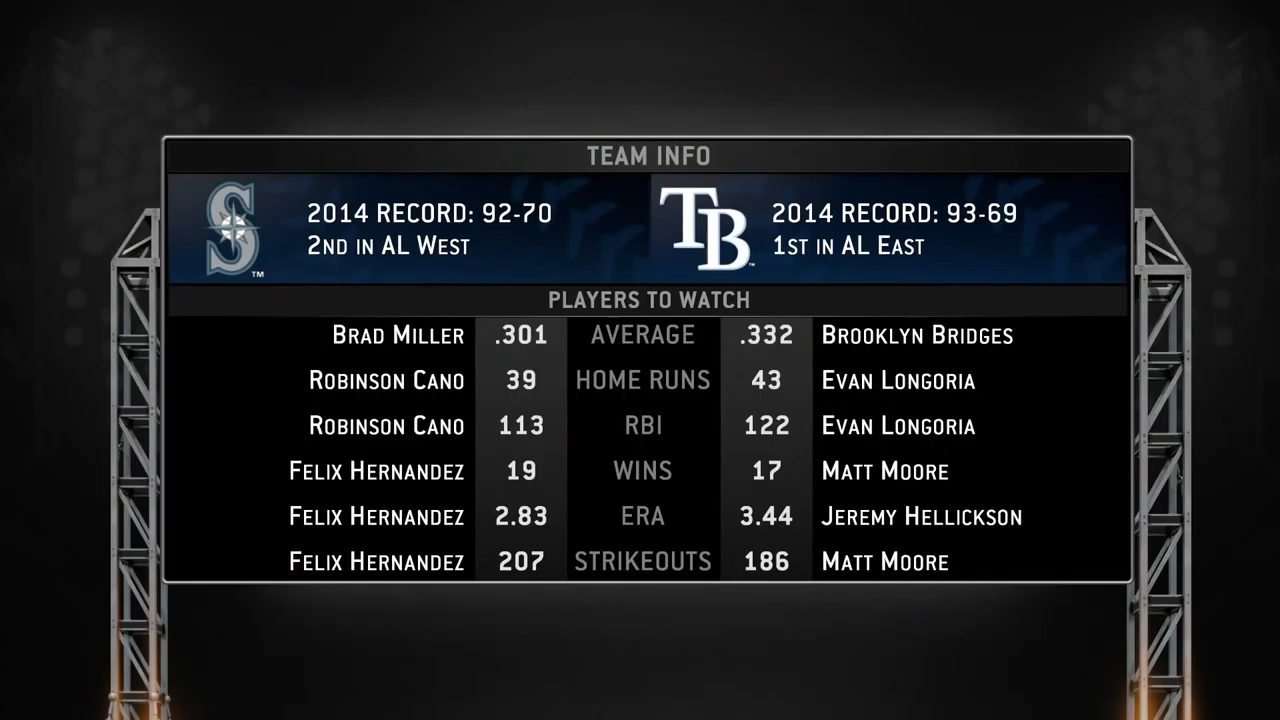 TEAM INFO
S ™ 2014 RECORD: 92-70
2ND IN AL WEST
TB ™ 2014 RECORD: 93-69
1ST IN AL EAST
PLAYERS TO WATCH
BRAD MILLER .301 AVERAGE .332 BROOKLYN BRIDGES
ROBINSON CANO 39 HOME RUNS 43 EVAN LONGORIA
ROBINSON CANO 113 RBI 122 EVAN LONGORIA
FELIX HERNANDEZ 19 WINS 17 MATT MOORE
FELIX HERNANDEZ 2.83 ERA 3.44 JEREMY HELLICKSON
FELIX HERNANDEZ 207 STRIKEOUTS 186 MATT MOORE